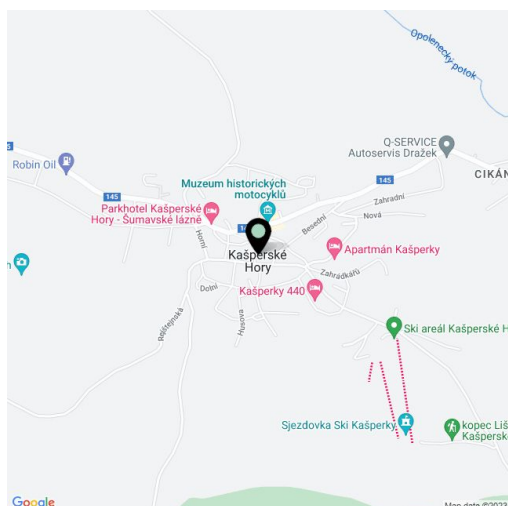 Opolenecký
potok
Q-SERVICE
Autoservis Dražek
Robin Oil
145
CIKÁN
Muzeum historických
motocyklů
145
Zahradní
Parkhotel Kašperské
Hory - Šumavské lázně
Nová
Besední
Horní
Kašperské
Hory
Apartmán Kašperky
Zahrádkářů
Dolní
Kašperky 440
Rejštejnská
Husova
Ski areál Kašperské H
Sjezdovka Ski Kašperky
kopec Liš
Kašperské
Google
Map data ©2023